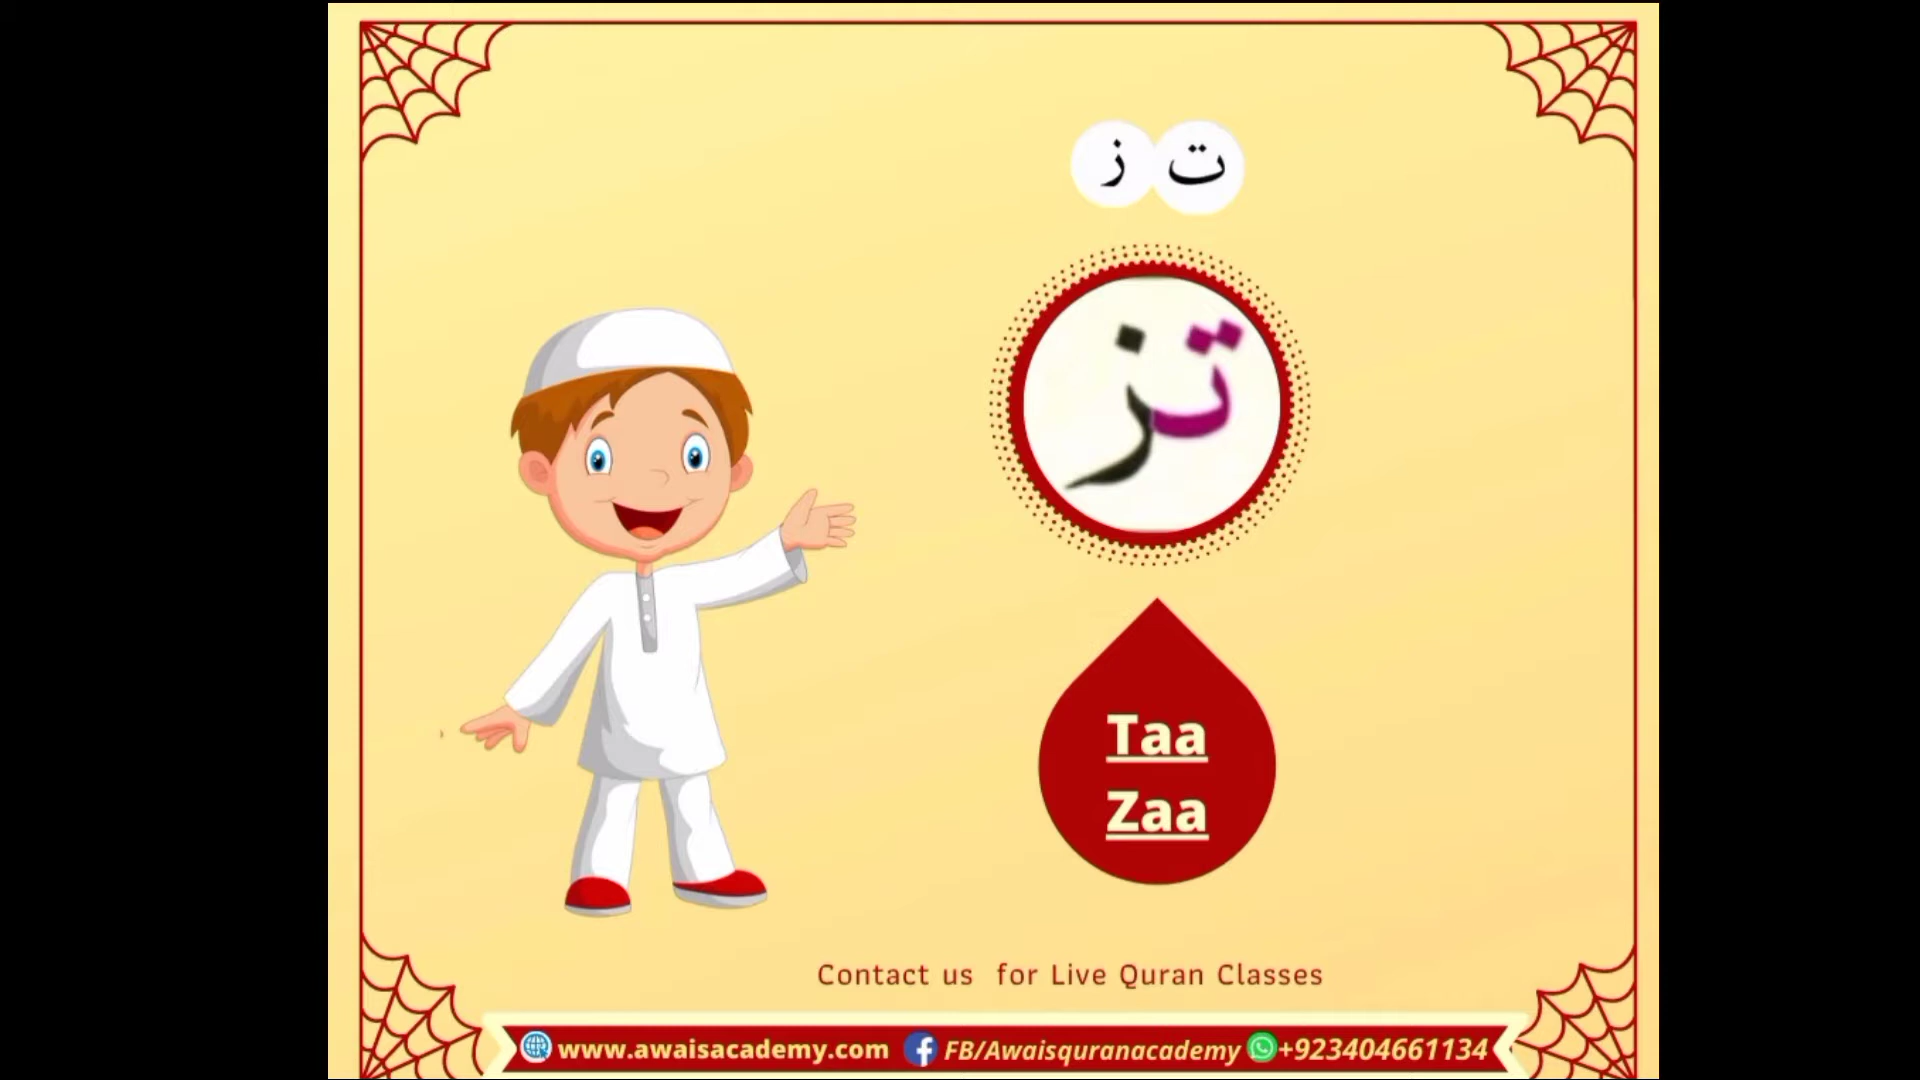 ت ز
تز
Taa
Zaa
Contact us for Live Quran Classes
www.awaisacademy.com FB/Awaisquranacademy +923404661134